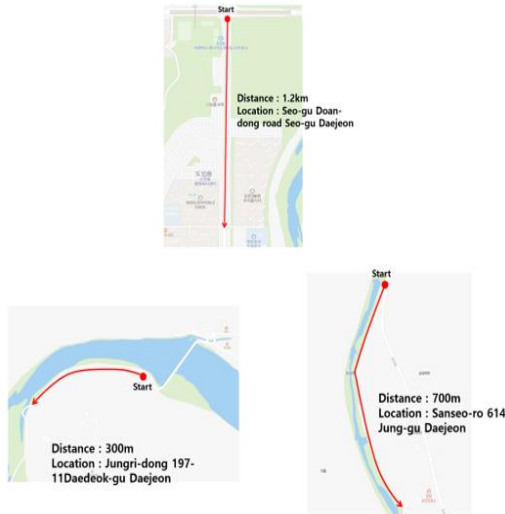 Start
Distance : 1.2km
Location : Seo-gu Doan-
dong road Seo-gu Daejeon
Start
Distance : 300m
Location : Jungri-dong 197-
11Daedeok-gu Daejeon
Start
Distance : 700m
Location : Sanseo-ro 614
Jung-gu Daejeon